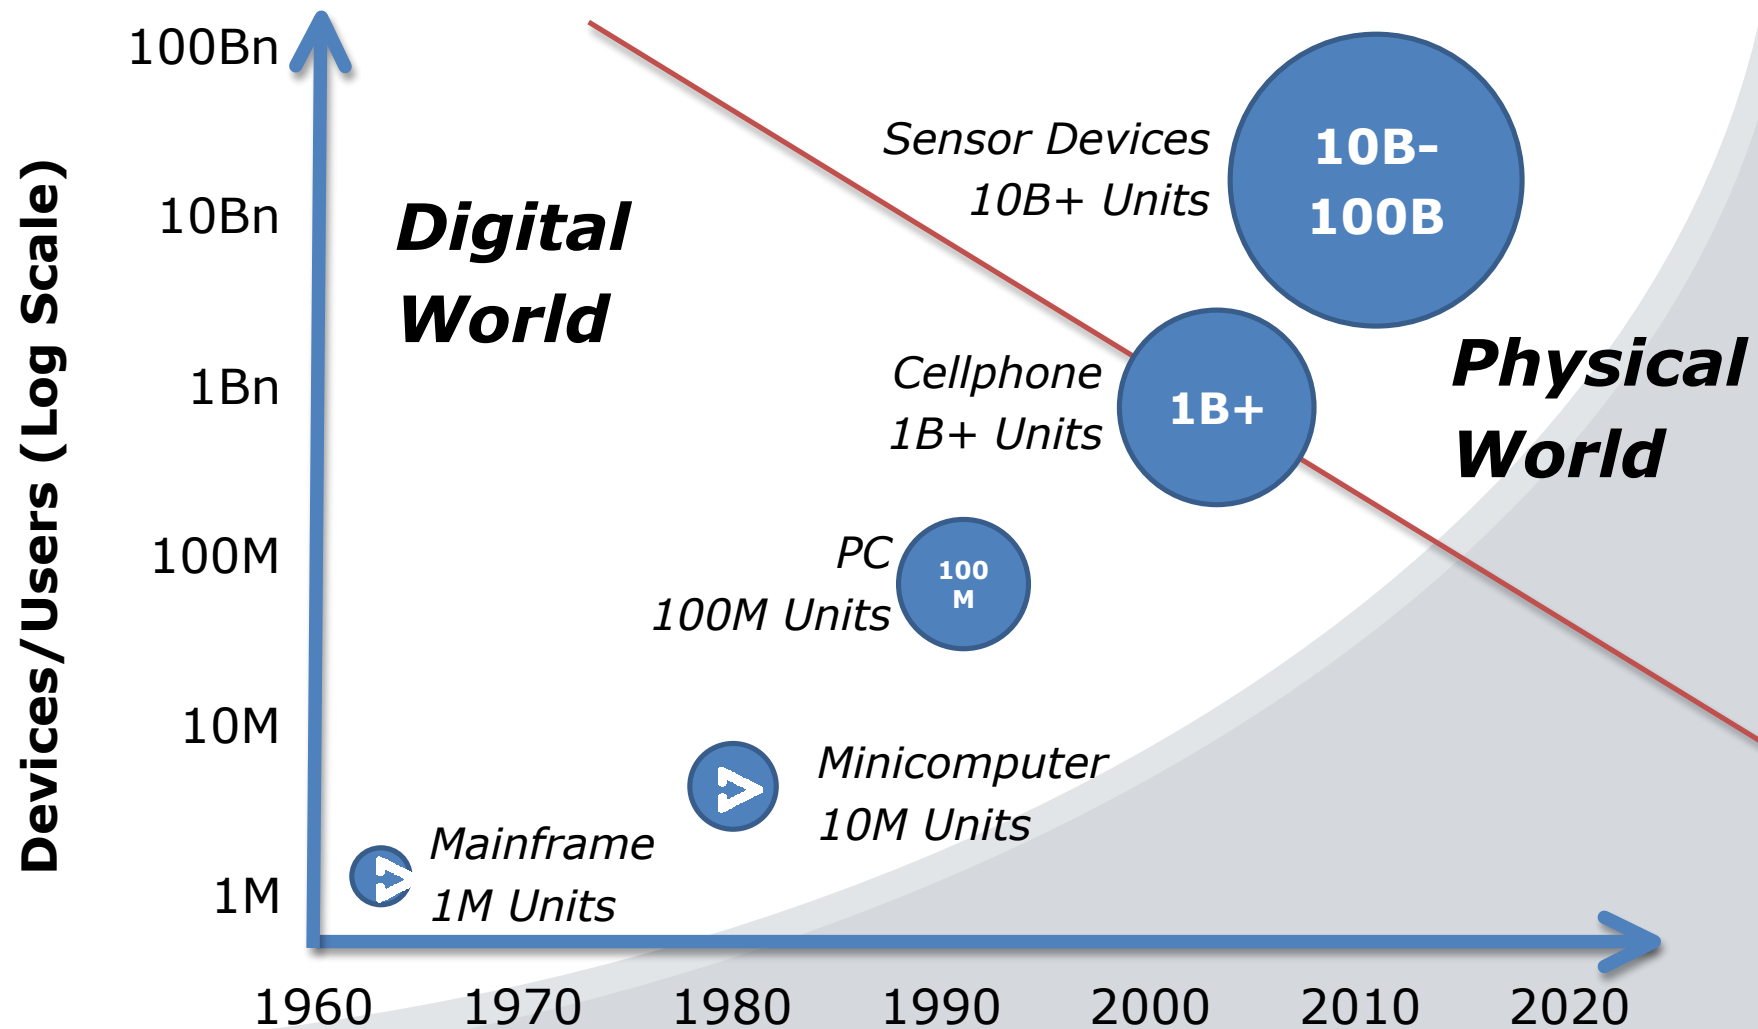 Devices/Users (Log Scale)
100Bn
10Bn
1Bn
100M
10M
1M
Digital
World
Sensor Devices
10B+ Units
10B-
100B
Cellphone
1B+ Units
1B+
Physical
World
PC
100M Units
100
M
Minicomputer
10M Units
Mainframe
1M Units
1960 1970 1980 1990 2000 2010 2020